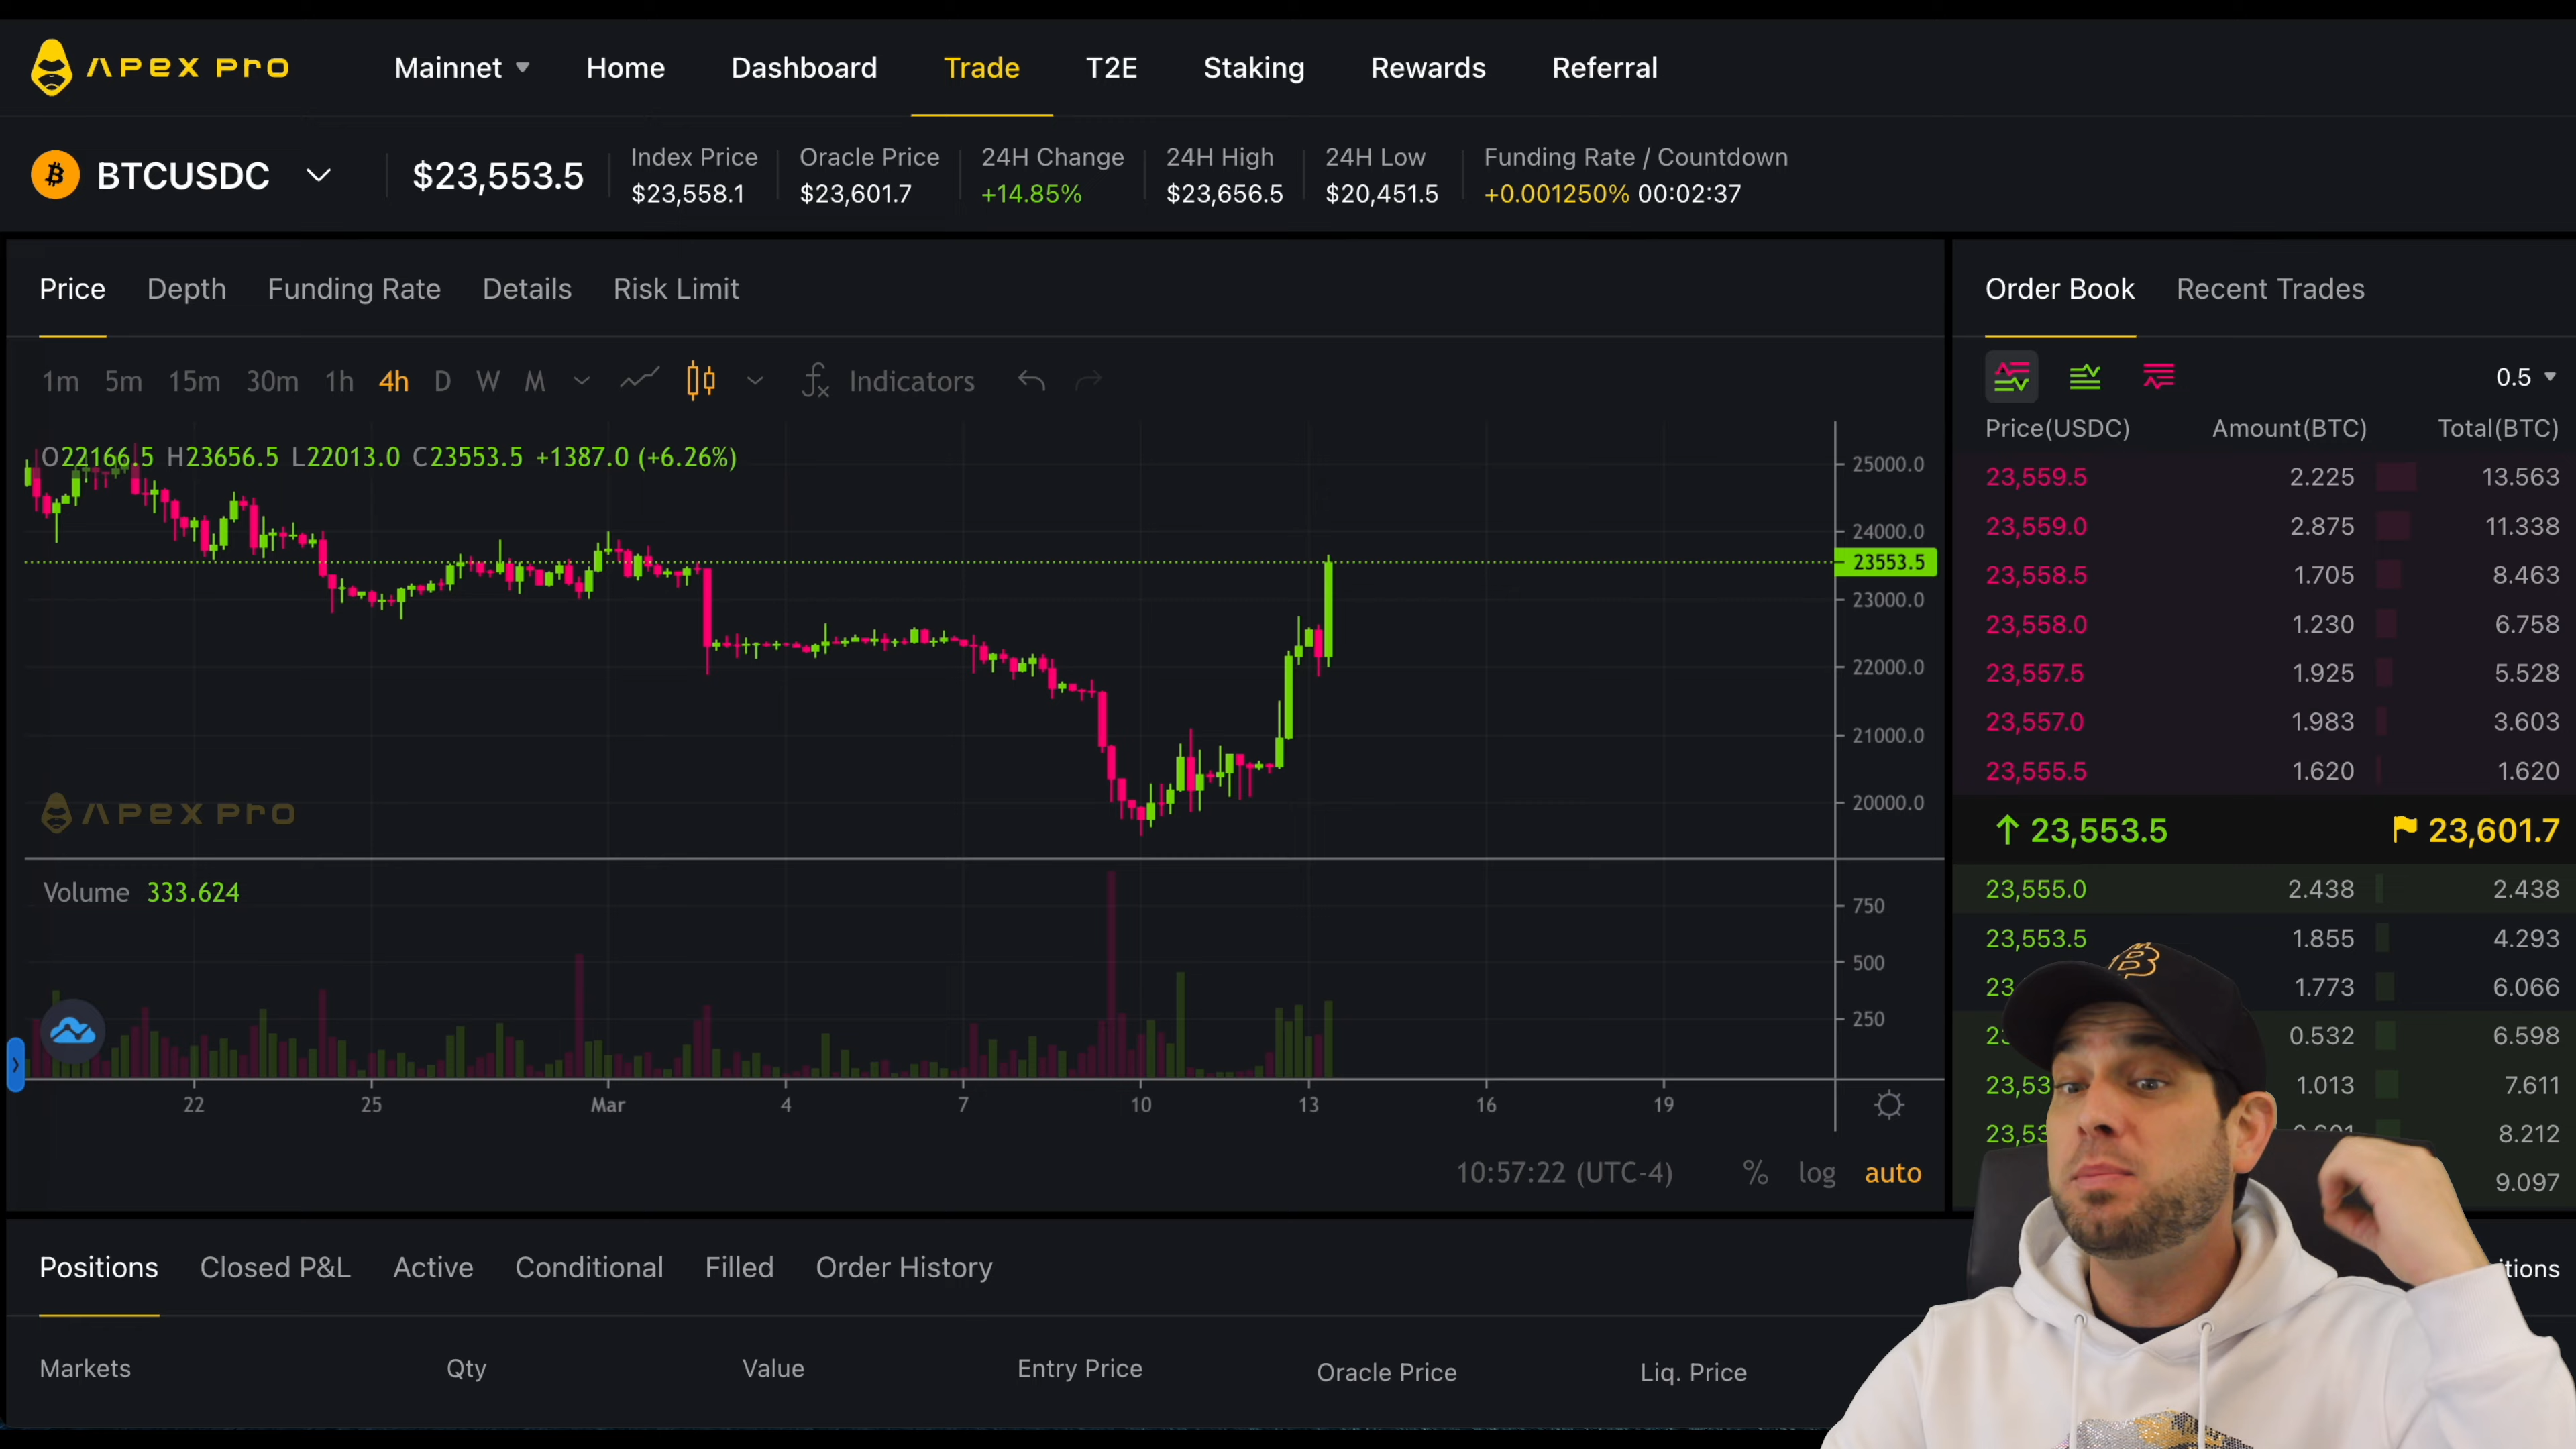 APEX PRO
Mainnet Home Dashboard Trade T2E Staking Rewards Referral
BTCUSDC $23,553.5
Index Price Oracle Price 24H Change 24H High 24H Low Funding Rate / Countdown
$23,558.1 $23,601.7 +14.85% $23,656.5 $20,451.5 +0.001250% 00:02:37
Price Depth Funding Rate Details Risk Limit
1m 5m 15m 30m 1h 4h D W M Indicators
O22166.5 H23656.5 L22013.0 C23553.5 +1387.0 (+6.26%)
25000.0
24000.0
23553.5
23000.0
22000.0
21000.0
20000.0
APEX PRO
Volume 333.624
750
500
250
22 25 Mar 4 7 10 13 16 19
10:57:22 (UTC-4) % log auto
Order Book Recent Trades
0.5
Price(USDC) Amount(BTC) Total(BTC)
23,559.5 2.225 13.563
23,559.0 2.875 11.338
23,558.5 1.705 8.463
23,558.0 1.230 6.758
23,557.5 1.925 5.528
23,557.0 1.983 3.603
23,555.5 1.620 1.620
23,553.5 23,601.7
23,555.0 2.438 2.438
23,553.5 1.855 4.293
1.773 6.066
0.532 6.598
1.013 7.611
8.212
9.097
Positions Closed P&L Active Conditional Filled Order History
Markets Qty Value Entry Price Oracle Price Liq. Price